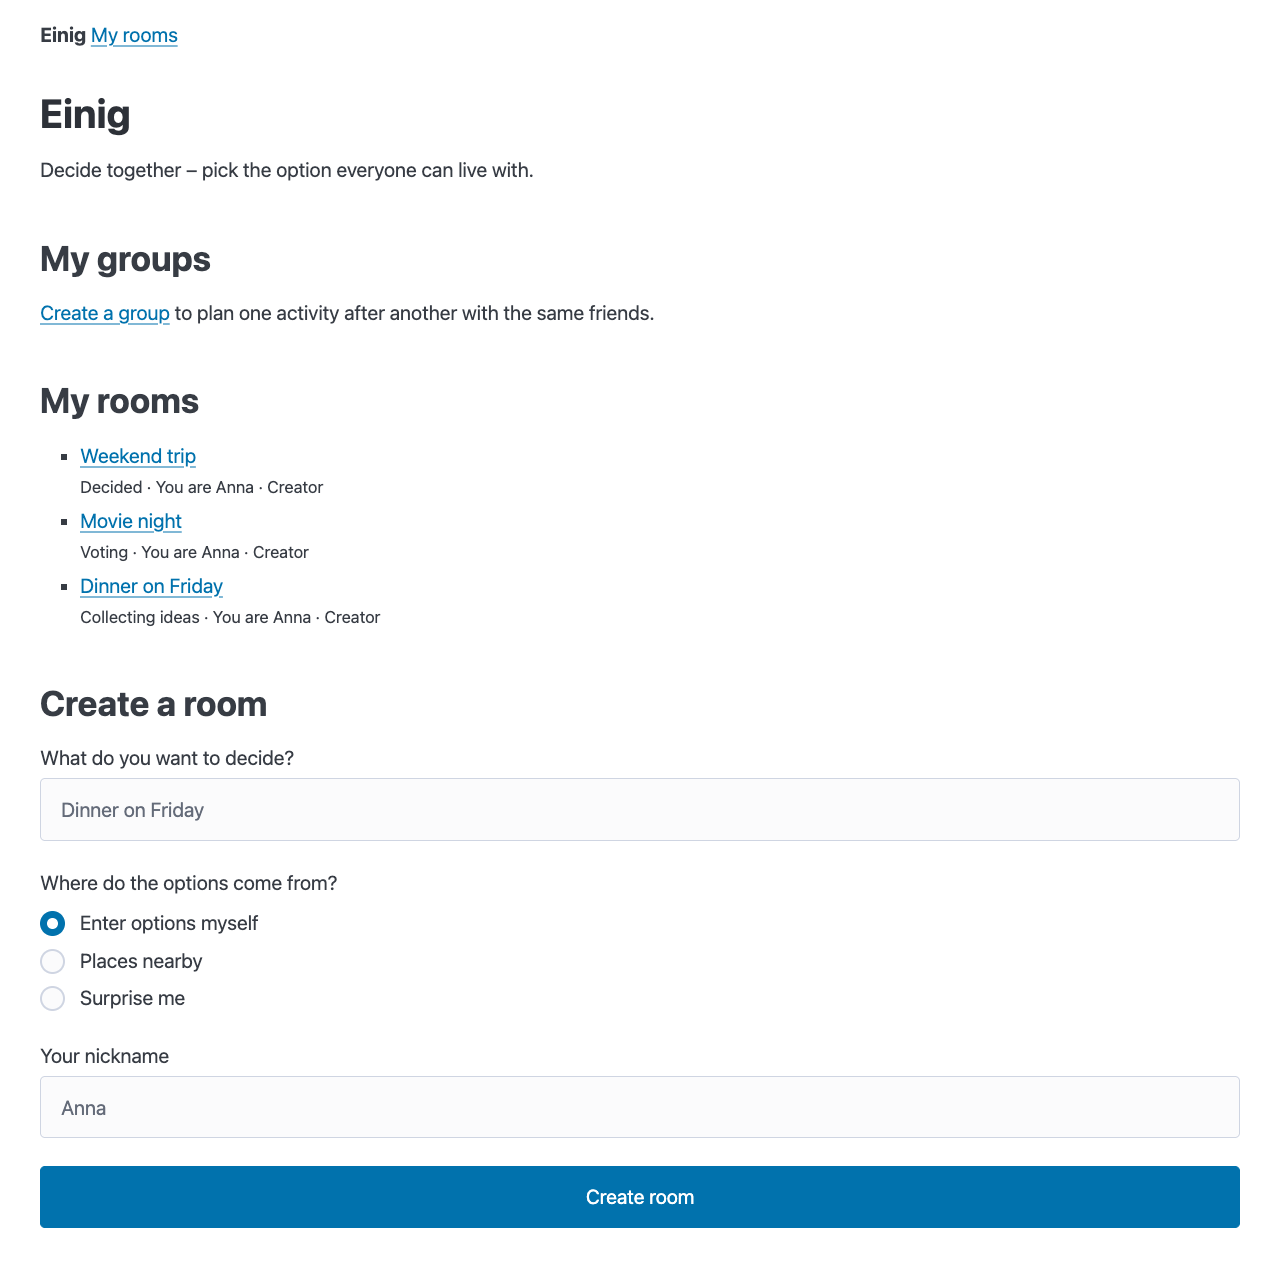 Einig My rooms
Einig
Decide together – pick the option everyone can live with.
My groups
Create a group to plan one activity after another with the same friends.
My rooms
Weekend trip
Decided · You are Anna · Creator
Movie night
Voting · You are Anna · Creator
Dinner on Friday
Collecting ideas · You are Anna · Creator
Create a room
What do you want to decide?
Dinner on Friday
Where do the options come from?
Enter options myself
Places nearby
Surprise me
Your nickname
Anna
Create room